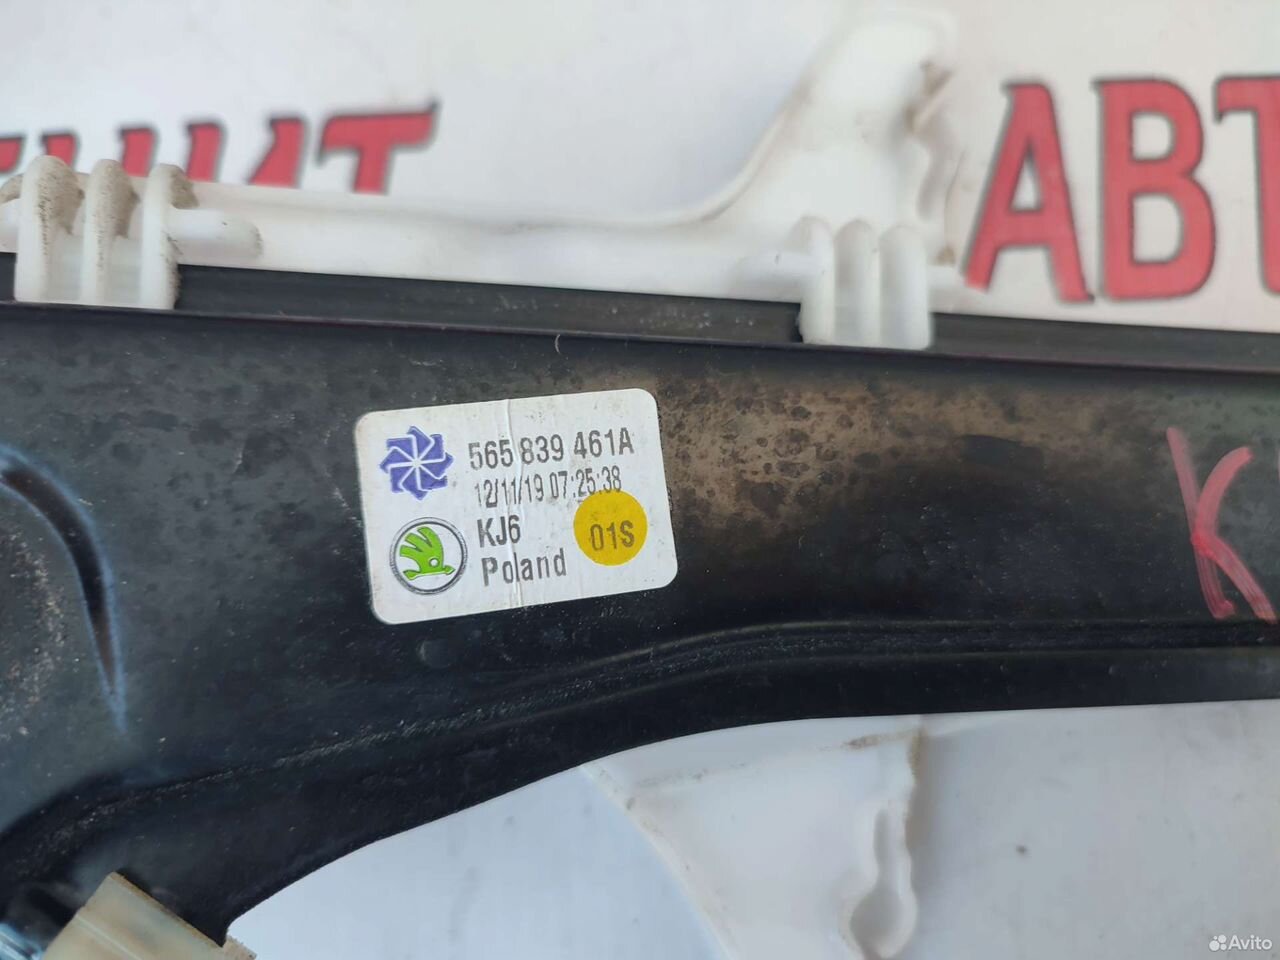 АВТ
565 839 461A
12/11/19 07:25:38
KJ6
01S
Poland
K
Avito